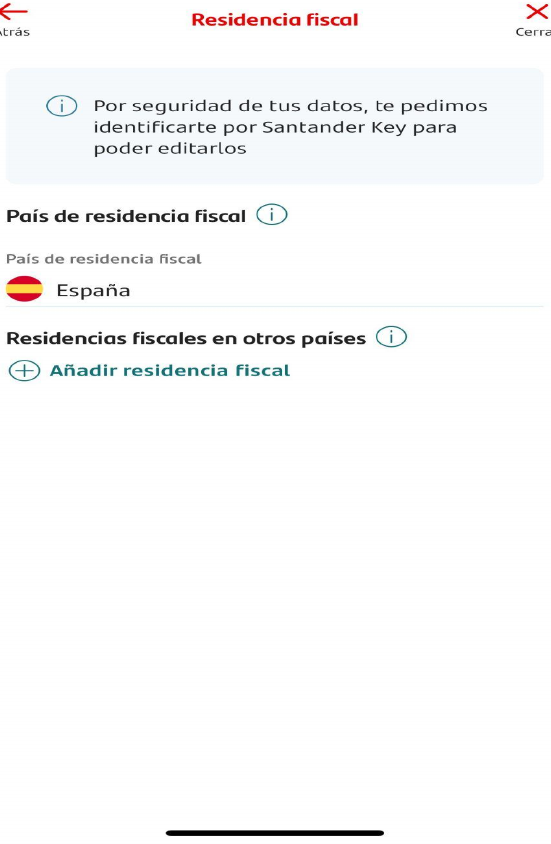 Residencia fiscal
Atrás
Cerra
Por seguridad de tus datos, te pedimos
identificarte por Santander Key para
poder editarlos
País de residencia fiscal
País de residencia fiscal
España
Residencias fiscales en otros países
Añadir residencia fiscal